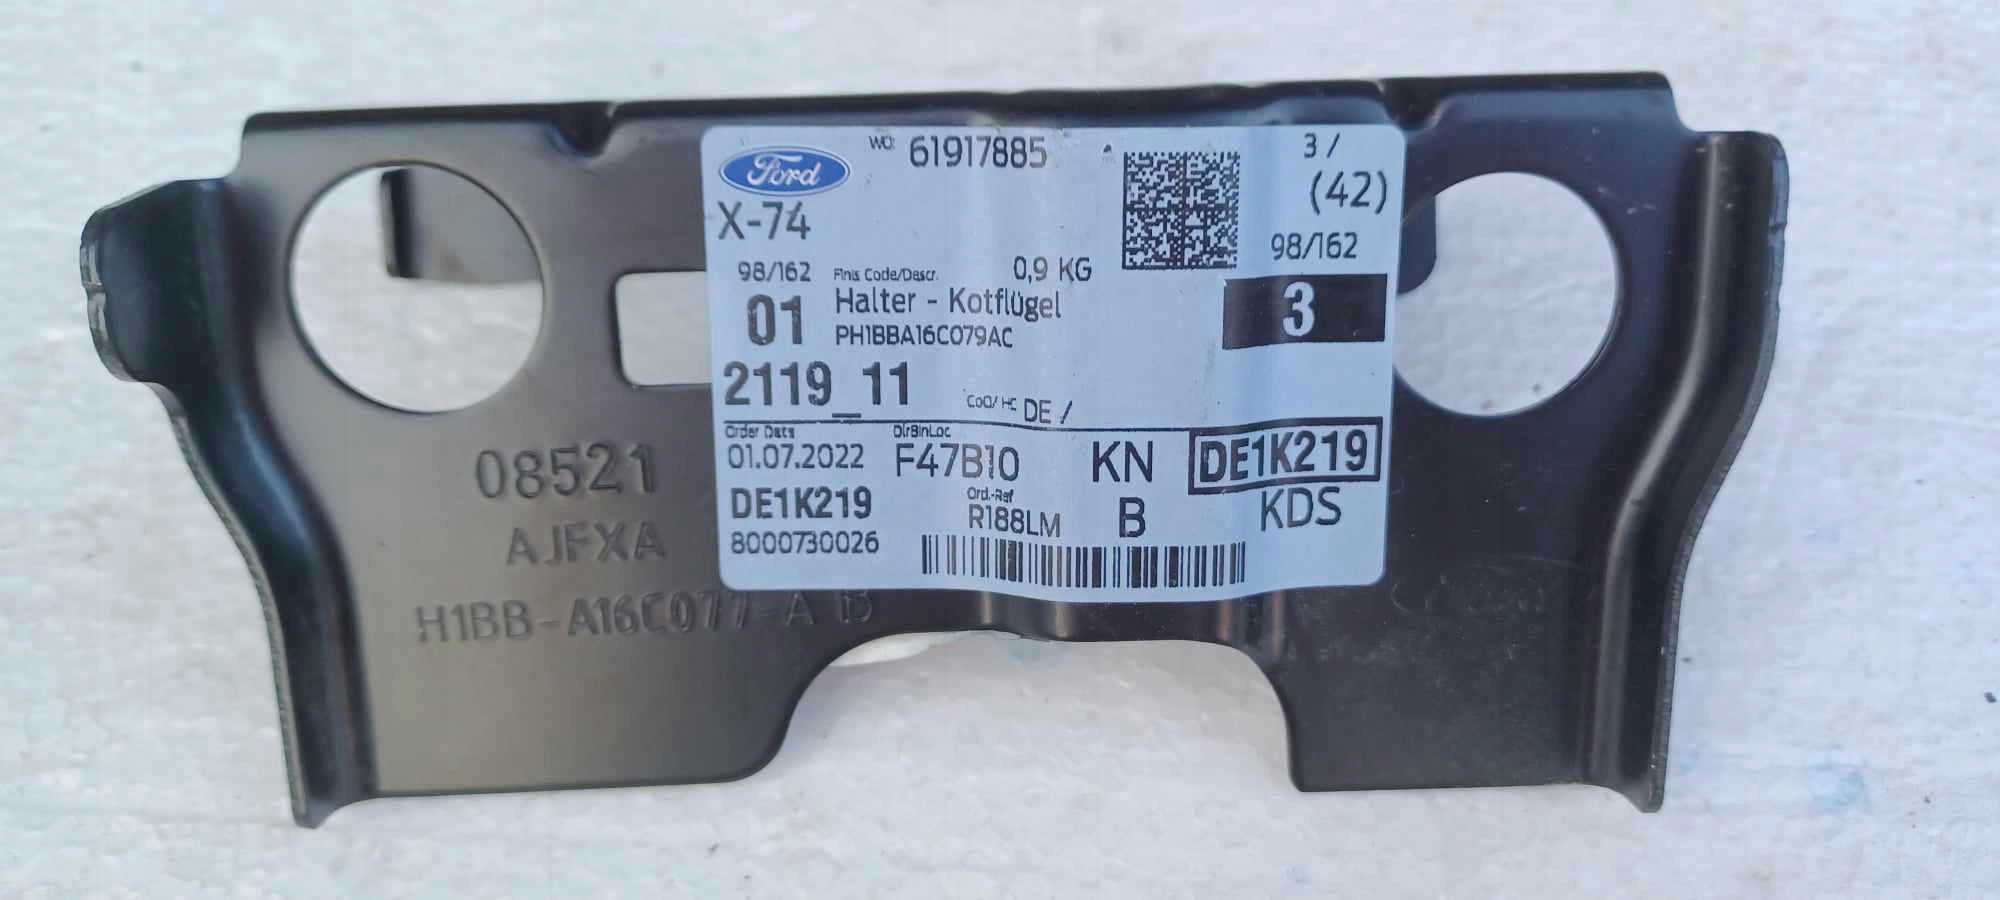 Ford
WO: 61917885
3 /
(42)
X-74
98/162
98/162
Finis Code/Descr.
0,9 KG
01
Halter - Kotflügel
3
PH1BBA16C079AC
2119_11
CoO/ HC DE /
Order Date
DirBinLoc
01.07.2022
F47B10
KN
DE1K219
DE1K219
Ord.-Ref
R188LM
B
KDS
8000730026
08521
AJFXA
H1BB-A16C077-A B